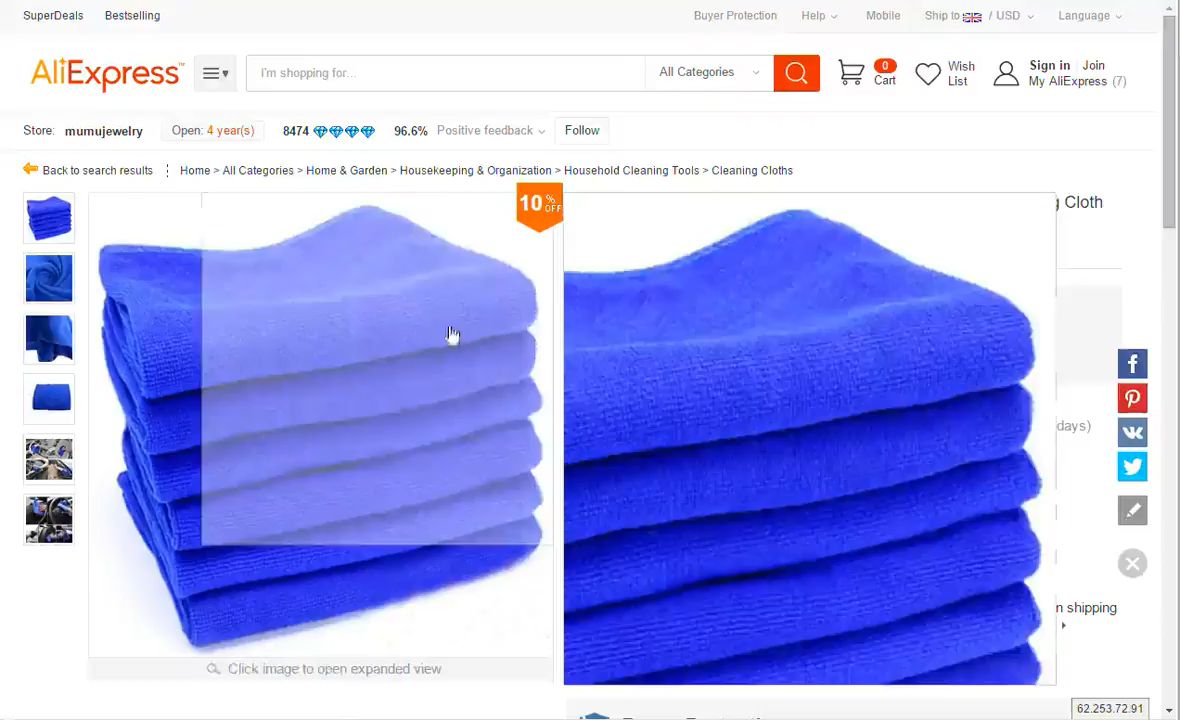 SuperDeals Bestselling Buyer Protection Help Mobile Ship to / USD Language
AliExpress™ I'm shopping for... All Categories 0 Cart Wish List Sign in Join My AliExpress (7)
Store: mumujewelry Open: 4 year(s) 8474 96.6% Positive feedback Follow
Back to search results Home > All Categories > Home & Garden > Housekeeping & Organization > Household Cleaning Tools > Cleaning Cloths
10 % OFF
Cloth
days)
n shipping
Click image to open expanded view
62.253.72.91